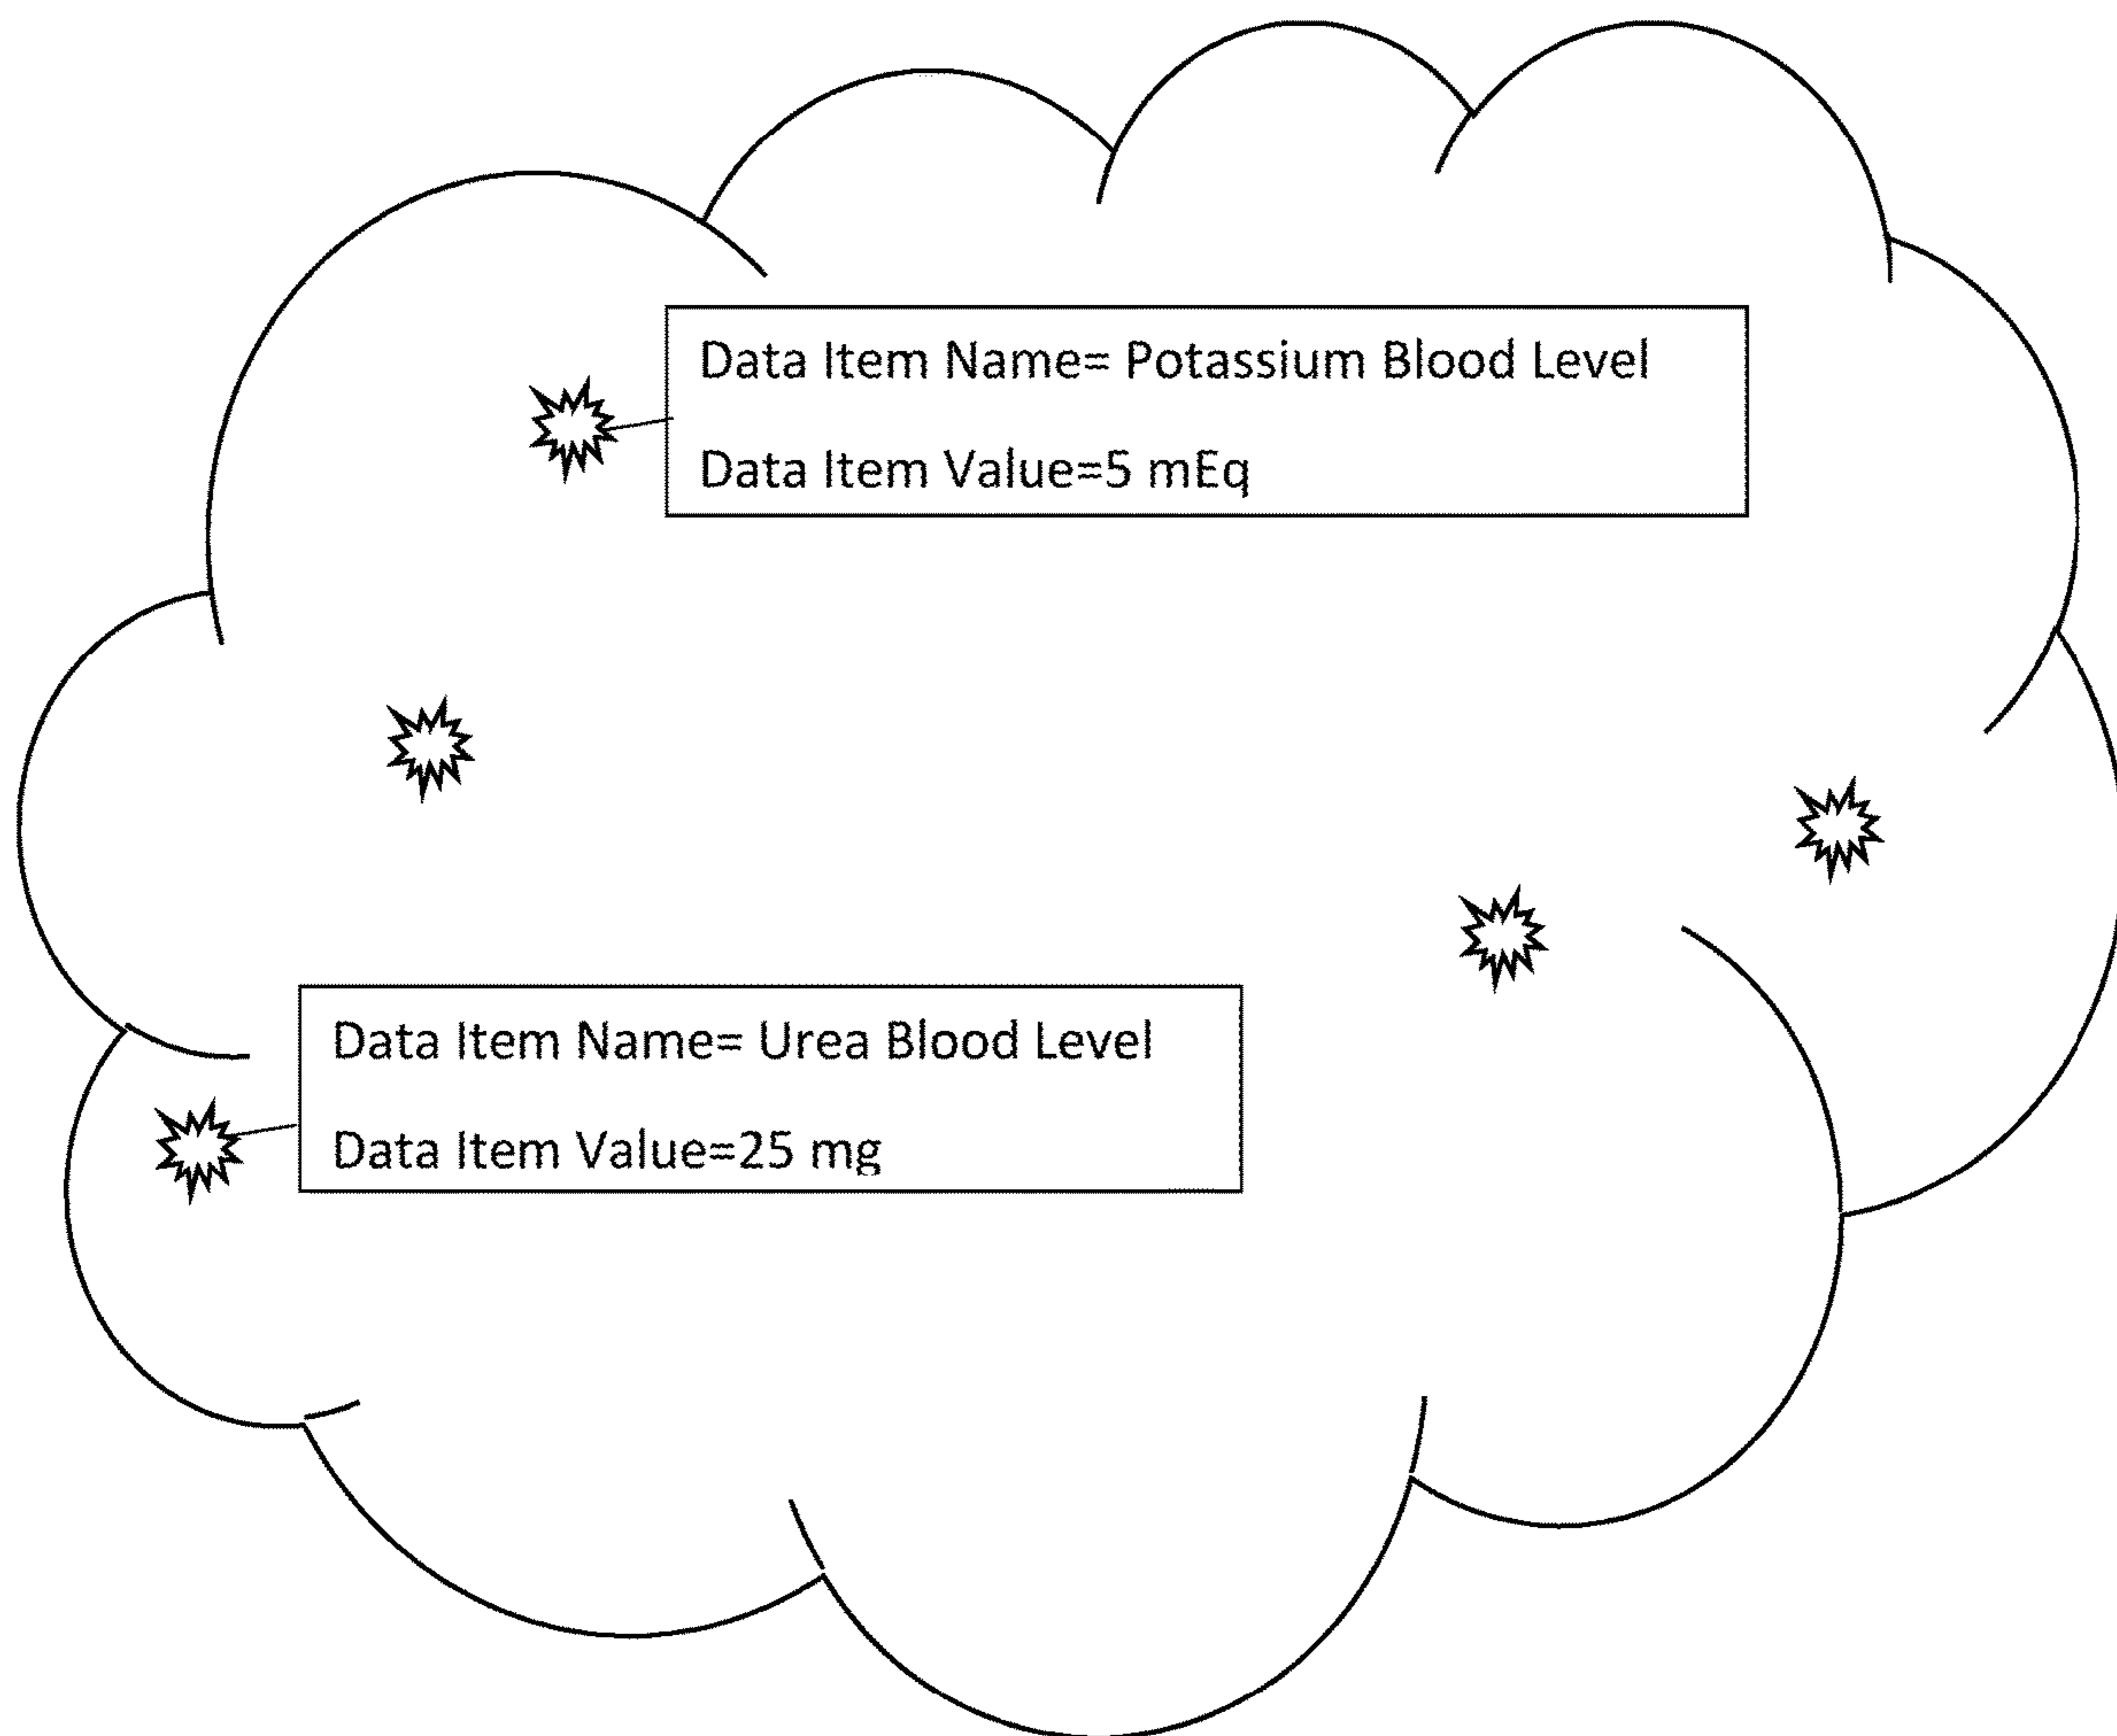 Data Item Name= Potassium Blood Level
Data Item Value=5 mEq
Data Item Name= Urea Blood Level
Data Item Value=25 mg